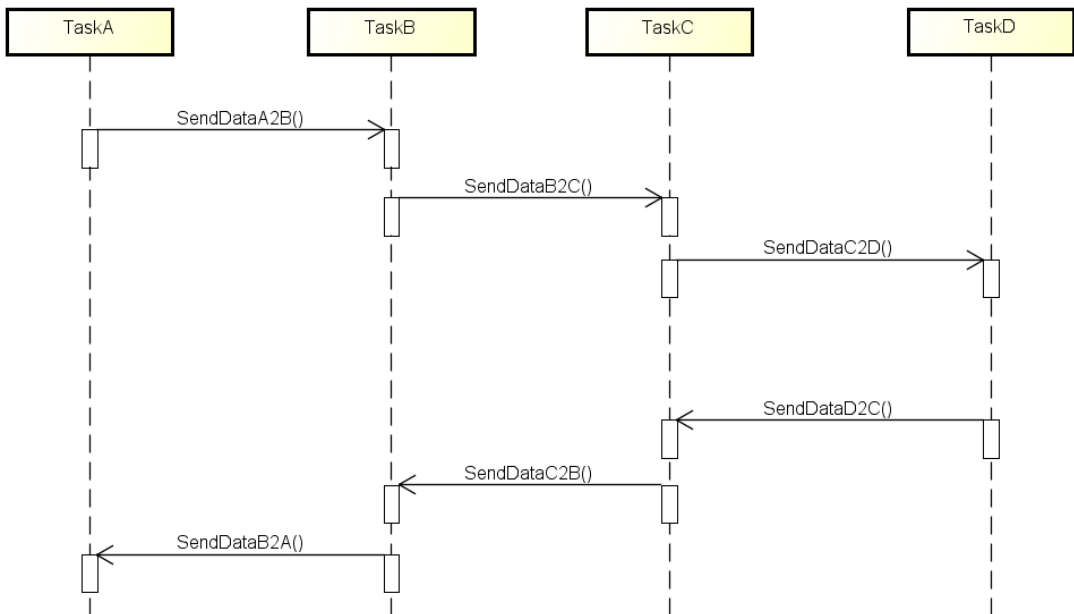 TaskA
TaskB
TaskC
TaskD
SendDataA2B()
SendDataB2C()
SendDataC2D()
SendDataD2C()
SendDataC2B()
SendDataB2A()